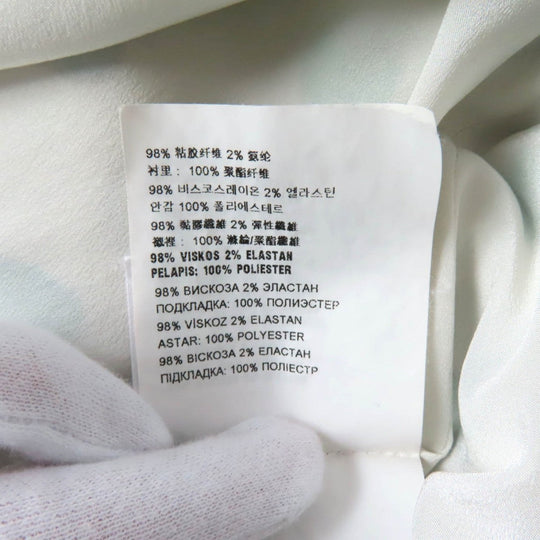 98% 粘胶纤维 2% 氨纶
衬里：100% 聚酯纤维
98% 비스코스레이온 2% 엘라스틴
안감 100% 폴리에스테르
98% 黏膠纖維 2% 彈性纖維
襯裡：100% 滌綸/聚酯纖維
98% VISKOS 2% ELASTAN
PELAPIS: 100% POLIESTER
98% ВИСКОЗА 2% ЭЛАСТАН
ПОДКЛАДКА: 100% ПОЛИЭСТЕР
98% VİSKOZ 2% ELASTAN
ASTAR: 100% POLYESTER
98% ВІСКОЗА 2% ЕЛАСТАН
ПІДКЛАДКА: 100% ПОЛІЕСТР